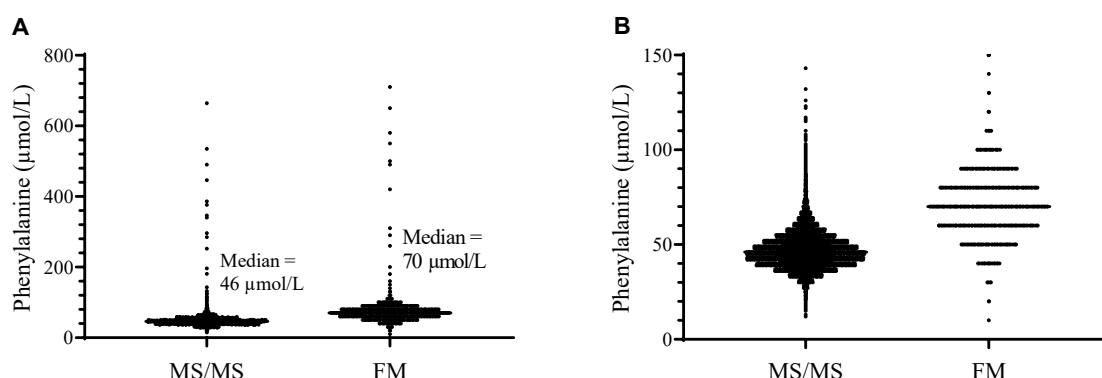 A
B
Phenylalanine (µmol/L)
800
600
400
200
0
Median =
46 µmol/L
Median =
70 µmol/L
MS/MS
FM
Phenylalanine (µmol/L)
150
100
50
0
MS/MS
FM